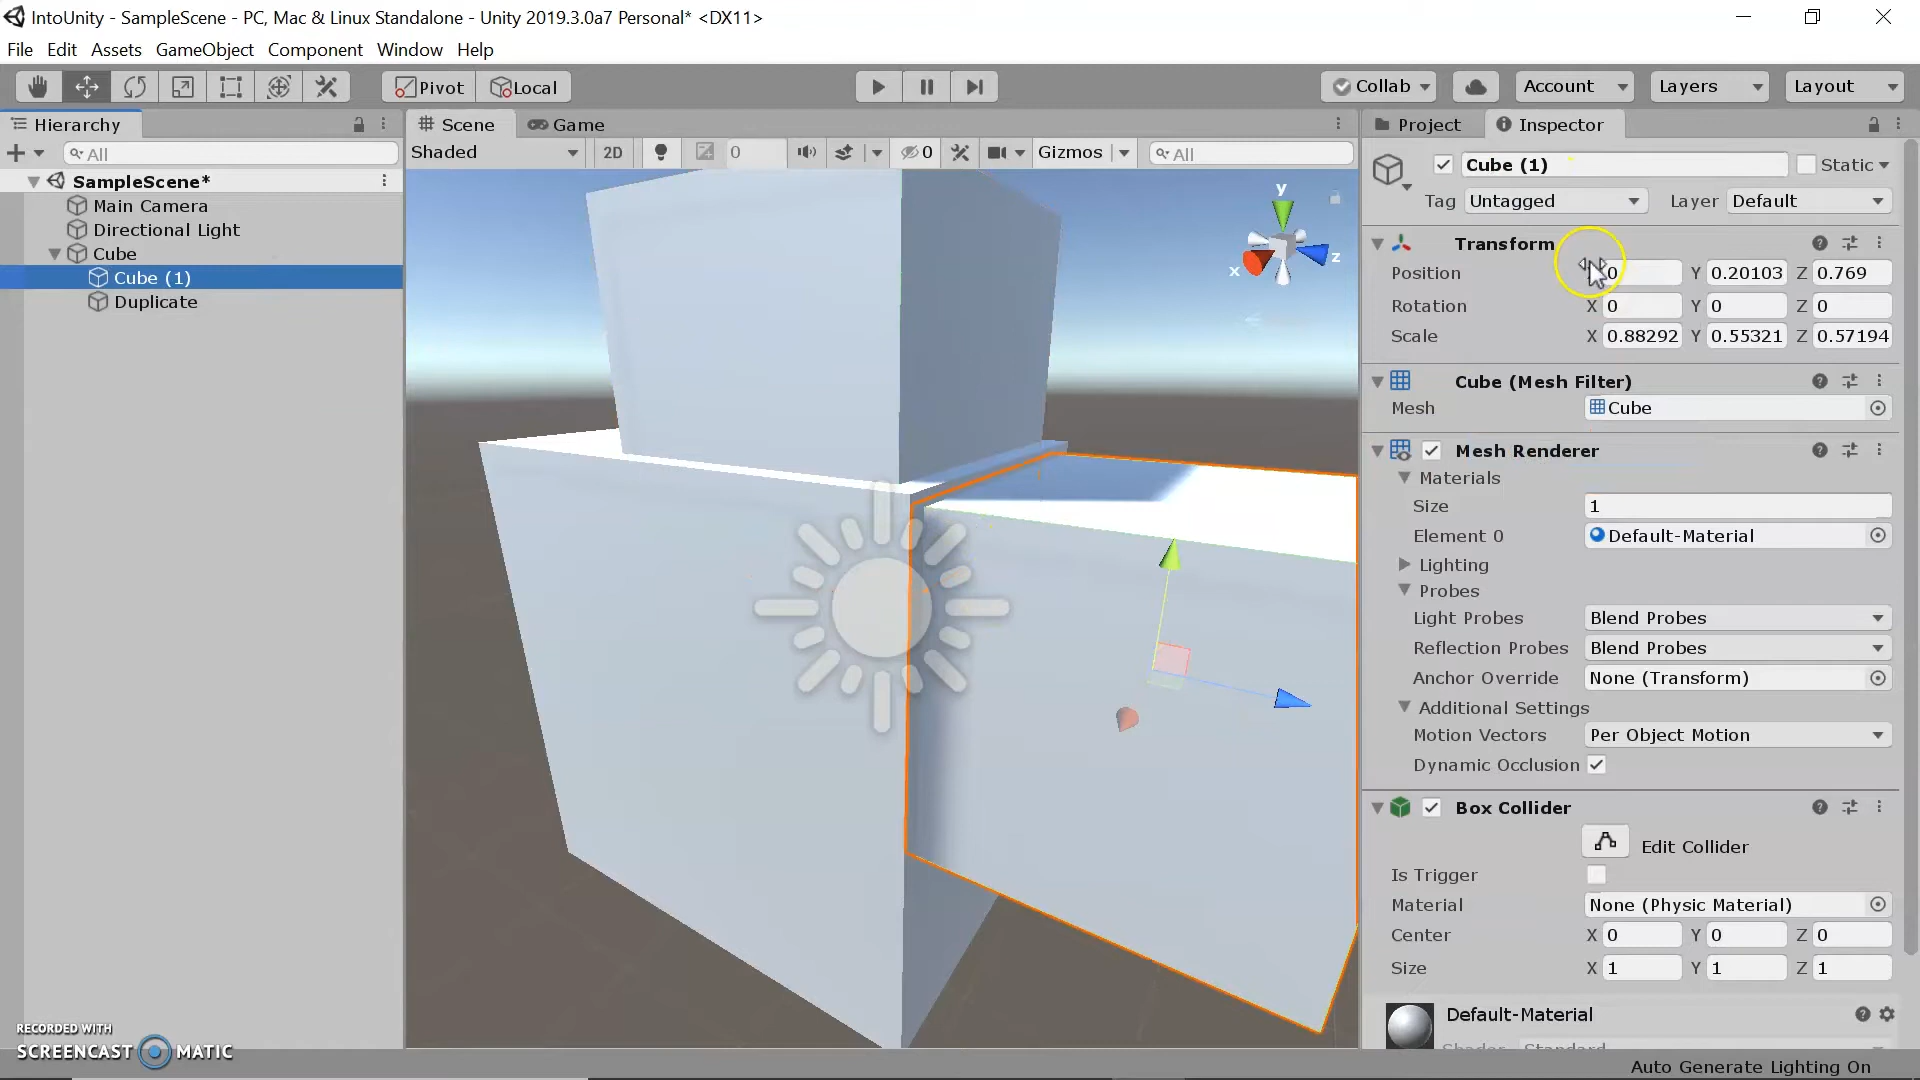 IntoUnity - SampleScene - PC, Mac & Linux Standalone - Unity 2019.3.0a7 Personal* <DX11>
File Edit Assets GameObject Component Window Help
Pivot Local Collab Account Layers Layout
Hierarchy
All
SampleScene*
Main Camera
Directional Light
Cube
Cube (1)
Duplicate
Scene Game
Shaded 2D 0 0 Gizmos All
y
x
z
Project Inspector
Cube (1) Static
Tag Untagged Layer Default
Transform
Position 0 Y 0.20103 Z 0.769
Rotation X 0 Y 0 Z 0
Scale X 0.88292 Y 0.55321 Z 0.57194
Cube (Mesh Filter)
Mesh Cube
Mesh Renderer
Materials
Size 1
Element 0 Default-Material
Lighting
Probes
Light Probes Blend Probes
Reflection Probes Blend Probes
Anchor Override None (Transform)
Additional Settings
Motion Vectors Per Object Motion
Dynamic Occlusion
Box Collider
Edit Collider
Is Trigger
Material None (Physic Material)
Center X 0 Y 0 Z 0
Size X 1 Y 1 Z 1
Default-Material
Shader Standard
Auto Generate Lighting On
RECORDED WITH
SCREENCAST MATIC